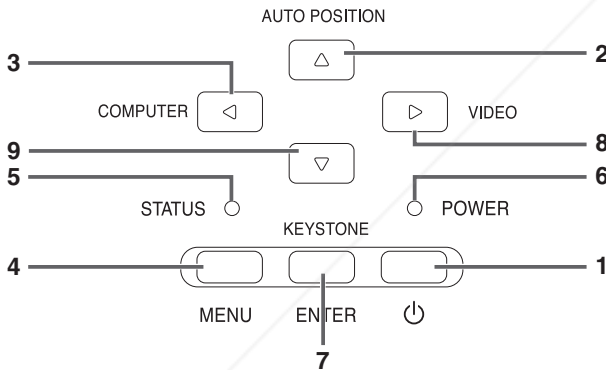 AUTO POSITION
3
2
COMPUTER
VIDEO
9
8
5
6
STATUS
POWER
KEYSTONE
4
1
MENU
ENTER
7